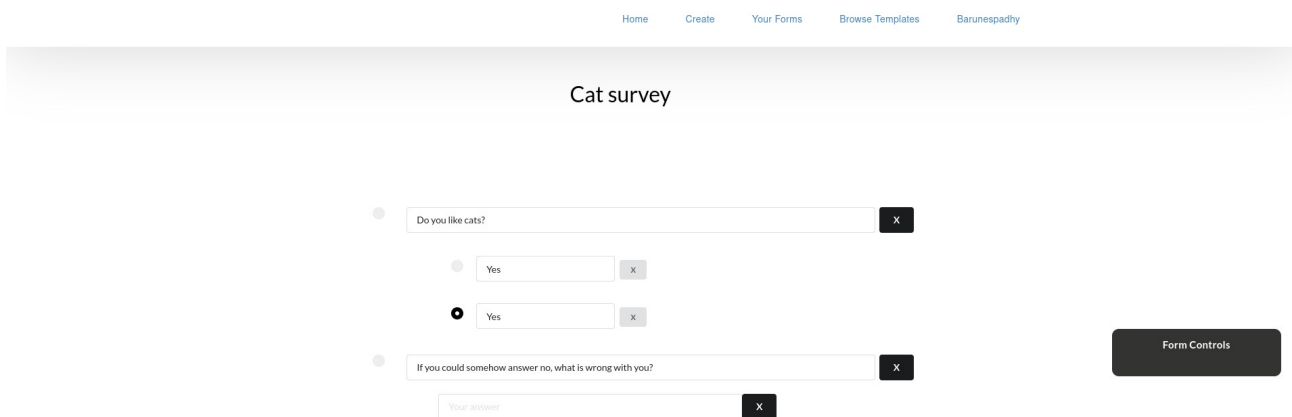 Home Create Your Forms Browse Templates Barunespadhy
Cat survey
Do you like cats? X
Yes x
Yes x
Form Controls
If you could somehow answer no, what is wrong with you? X
Your answer X